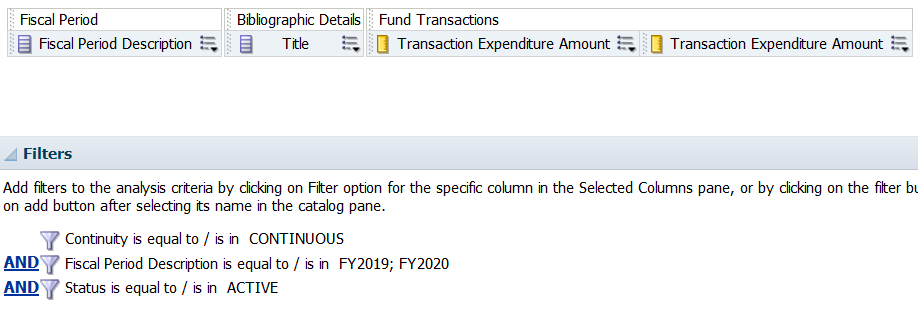 Fiscal Period Bibliographic Details Fund Transactions
Fiscal Period Description Title Transaction Expenditure Amount Transaction Expenditure Amount
Filters
Add filters to the analysis criteria by clicking on Filter option for the specific column in the Selected Columns pane, or by clicking on the filter
on add button after selecting its name in the catalog pane.
Continuity is equal to / is in CONTINUOUS
AND Fiscal Period Description is equal to / is in FY2019; FY2020
AND Status is equal to / is in ACTIVE